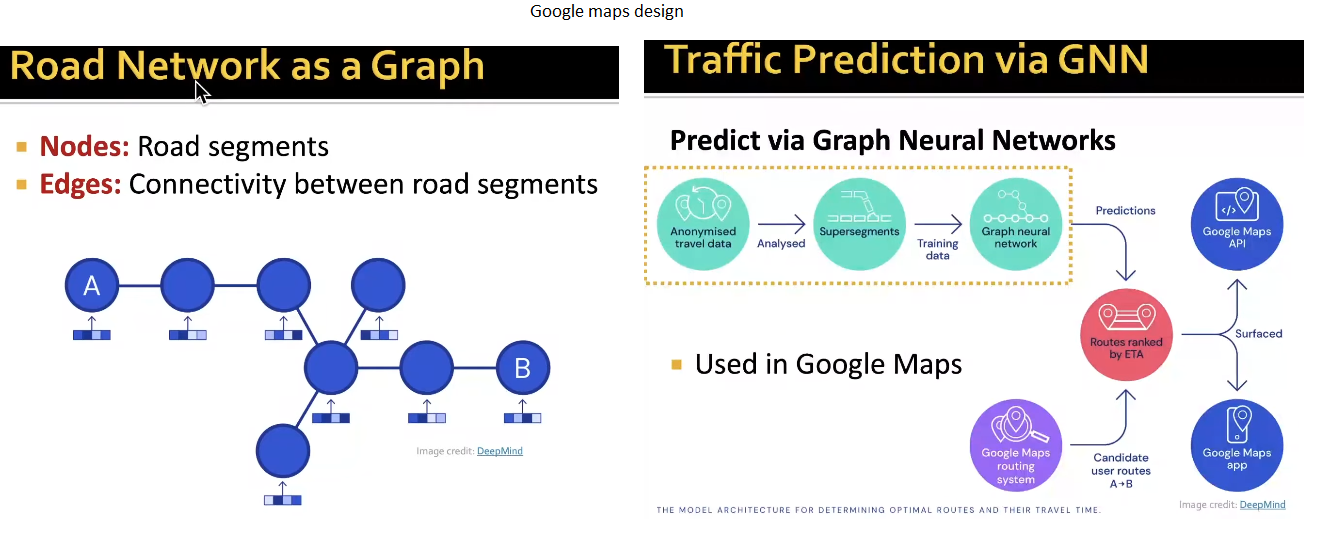 Google maps design
Road Network as a Graph
Nodes: Road segments
Edges: Connectivity between road segments
A
B
Image credit: DeepMind
Traffic Prediction via GNN
Predict via Graph Neural Networks
Anonymised
travel data
Analysed
Supersegments
Training
data
Graph neural
network
Predictions
</>
Google Maps
API
Routes ranked
by ETA
Surfaced
Used in Google Maps
Google Maps
routing
system
Candidate
user routes
A→B
Google Maps
app
THE MODEL ARCHITECTURE FOR DETERMINING OPTIMAL ROUTES AND THEIR TRAVEL TIME.
Image credit: DeepMind